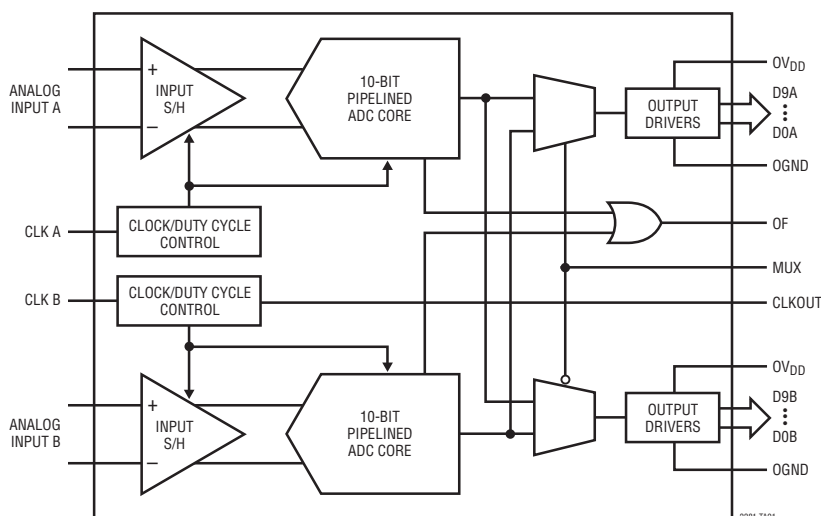 ANALOG
INPUT A
+
−
INPUT
S/H
10-BIT
PIPELINED
ADC CORE
OUTPUT
DRIVERS
OVDD
D9A
D0A
OGND
CLK A
CLOCK/DUTY CYCLE
CONTROL
OF
MUX
CLK B
CLOCK/DUTY CYCLE
CONTROL
CLKOUT
ANALOG
INPUT B
+
−
INPUT
S/H
10-BIT
PIPELINED
ADC CORE
OUTPUT
DRIVERS
OVDD
D9B
D0B
OGND